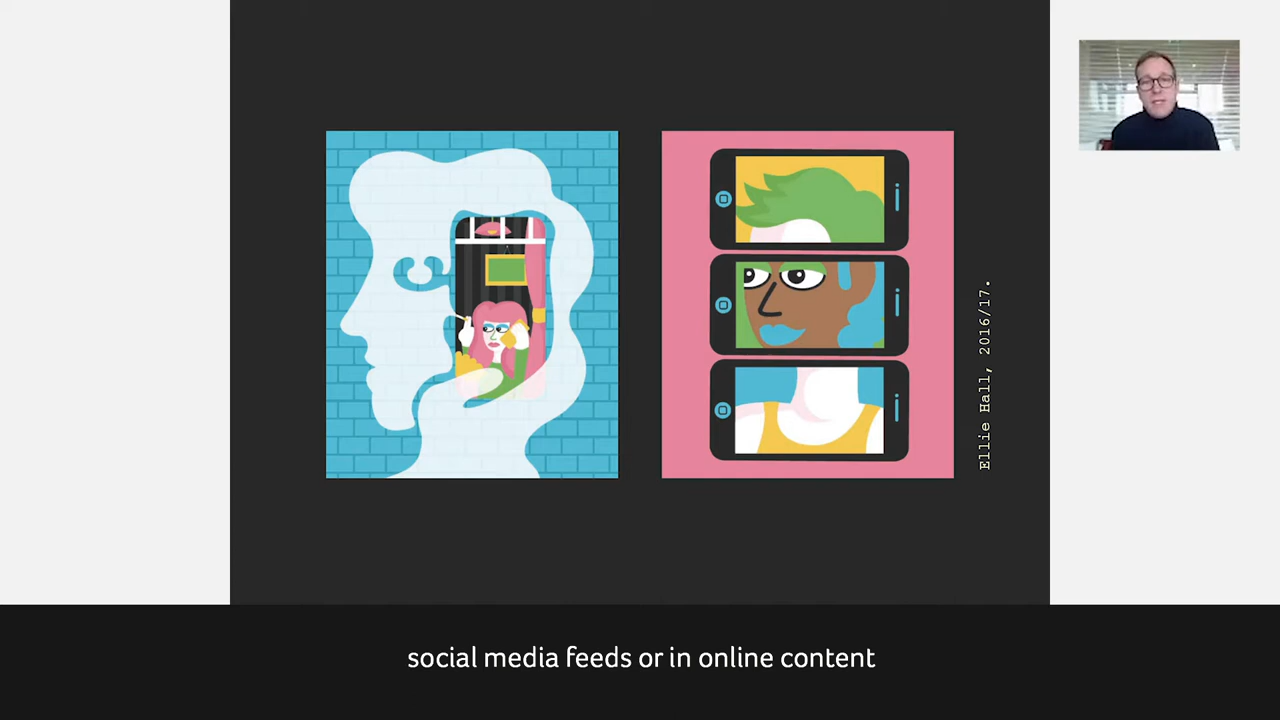 Ellie Hall, 2016/17.
social media feeds or in online content